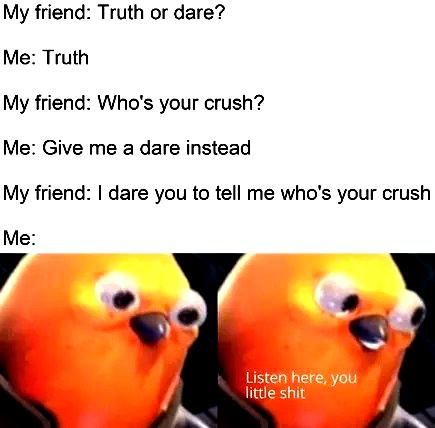 My friend: Truth or dare?
Me: Truth
My friend: Who's your crush?
Me: Give me a dare instead
My friend: I dare you to tell me who's your crush
Me:
Listen here, you
little shit